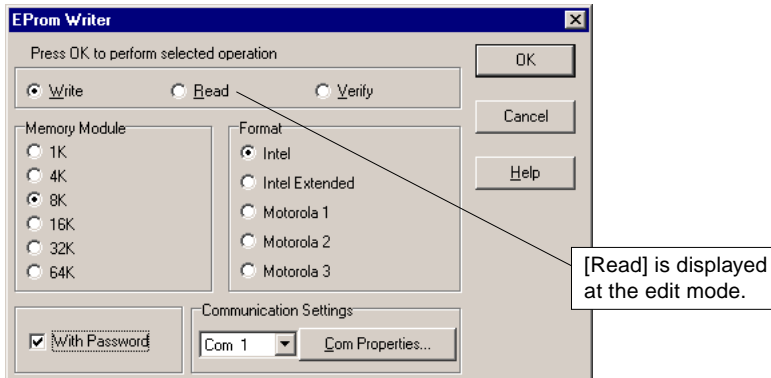 EProm Writer
Press OK to perform selected operation
Write Read Verify
OK
Cancel
Help
Memory Module
1K
4K
8K
16K
32K
64K
Format
Intel
Intel Extended
Motorola 1
Motorola 2
Motorola 3
[Read] is displayed
at the edit mode.
With Password
Communication Settings
Com 1 Com Properties...